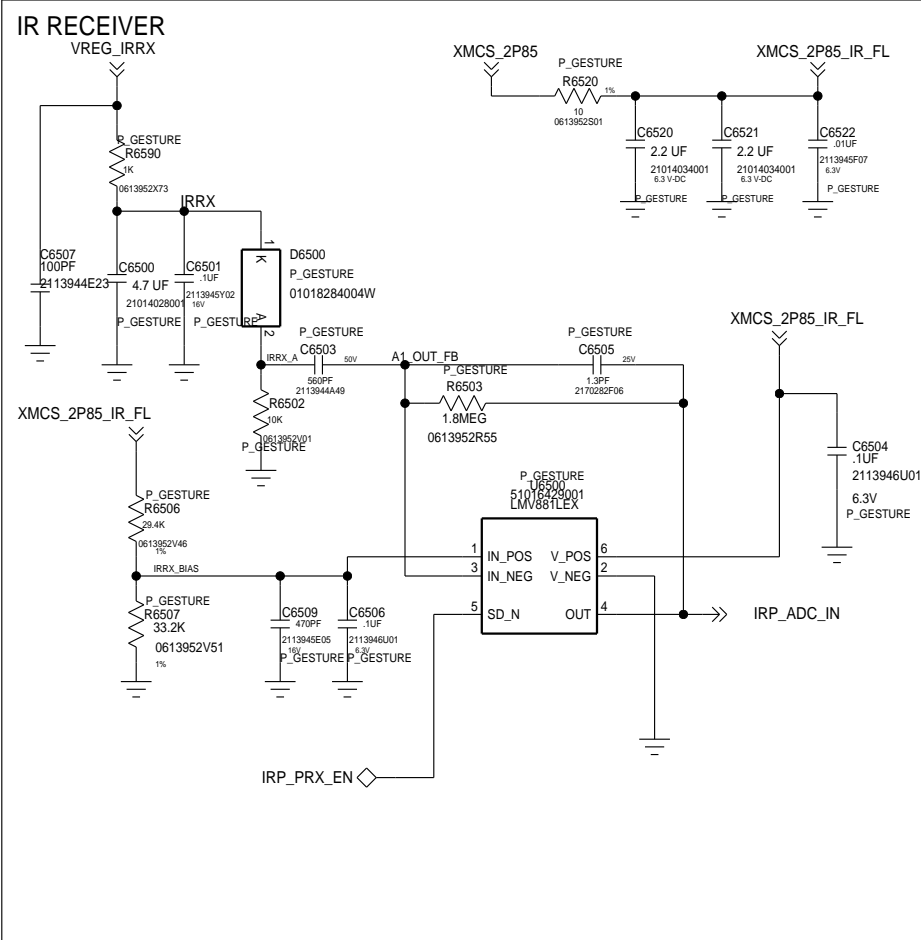 IR RECEIVER
VREG_IRRX
P_GESTURE
R6590
1K
0613952X73
IRRX
C6507
100PF
2113944E23
C6500
4.7 UF
21014028001
P_GESTURE
C6501
.1UF
2113945Y02
16V
P_GESTURE
1
K
A
2
D6500
P_GESTURE
01018284004W
XMCS_2P85
P_GESTURE
R6520
1%
10
0613952S01
XMCS_2P85_IR_FL
C6520
2.2 UF
21014034001
6.3 V-DC
P_GESTURE
C6521
2.2 UF
21014034001
6.3 V-DC
P_GESTURE
C6522
.01UF
2113945F07
6.3V
P_GESTURE
IRRX_A
P_GESTURE
C6503
50V
560PF
2113944A49
R6502
10K
0613952V01
P_GESTURE
A1_OUT_FB
P_GESTURE
R6503
1.8MEG
0613952R55
P_GESTURE
C6505
25V
1.3PF
2170282F06
XMCS_2P85_IR_FL
C6504
.1UF
2113946U01
6.3V
P_GESTURE
XMCS_2P85_IR_FL
P_GESTURE
R6506
29.4K
0613952V46
1%
IRRX_BIAS
P_GESTURE
R6507
33.2K
0613952V51
1%
C6509
470PF
2113945E05
16V
P_GESTURE
C6506
.1UF
2113946U01
6.3V
P_GESTURE
P_GESTURE
U6500
51016429001
LMV881LEX
1 IN_POS V_POS 6
3 IN_NEG V_NEG 2
5 SD_N OUT 4
IRP_ADC_IN
IRP_PRX_EN